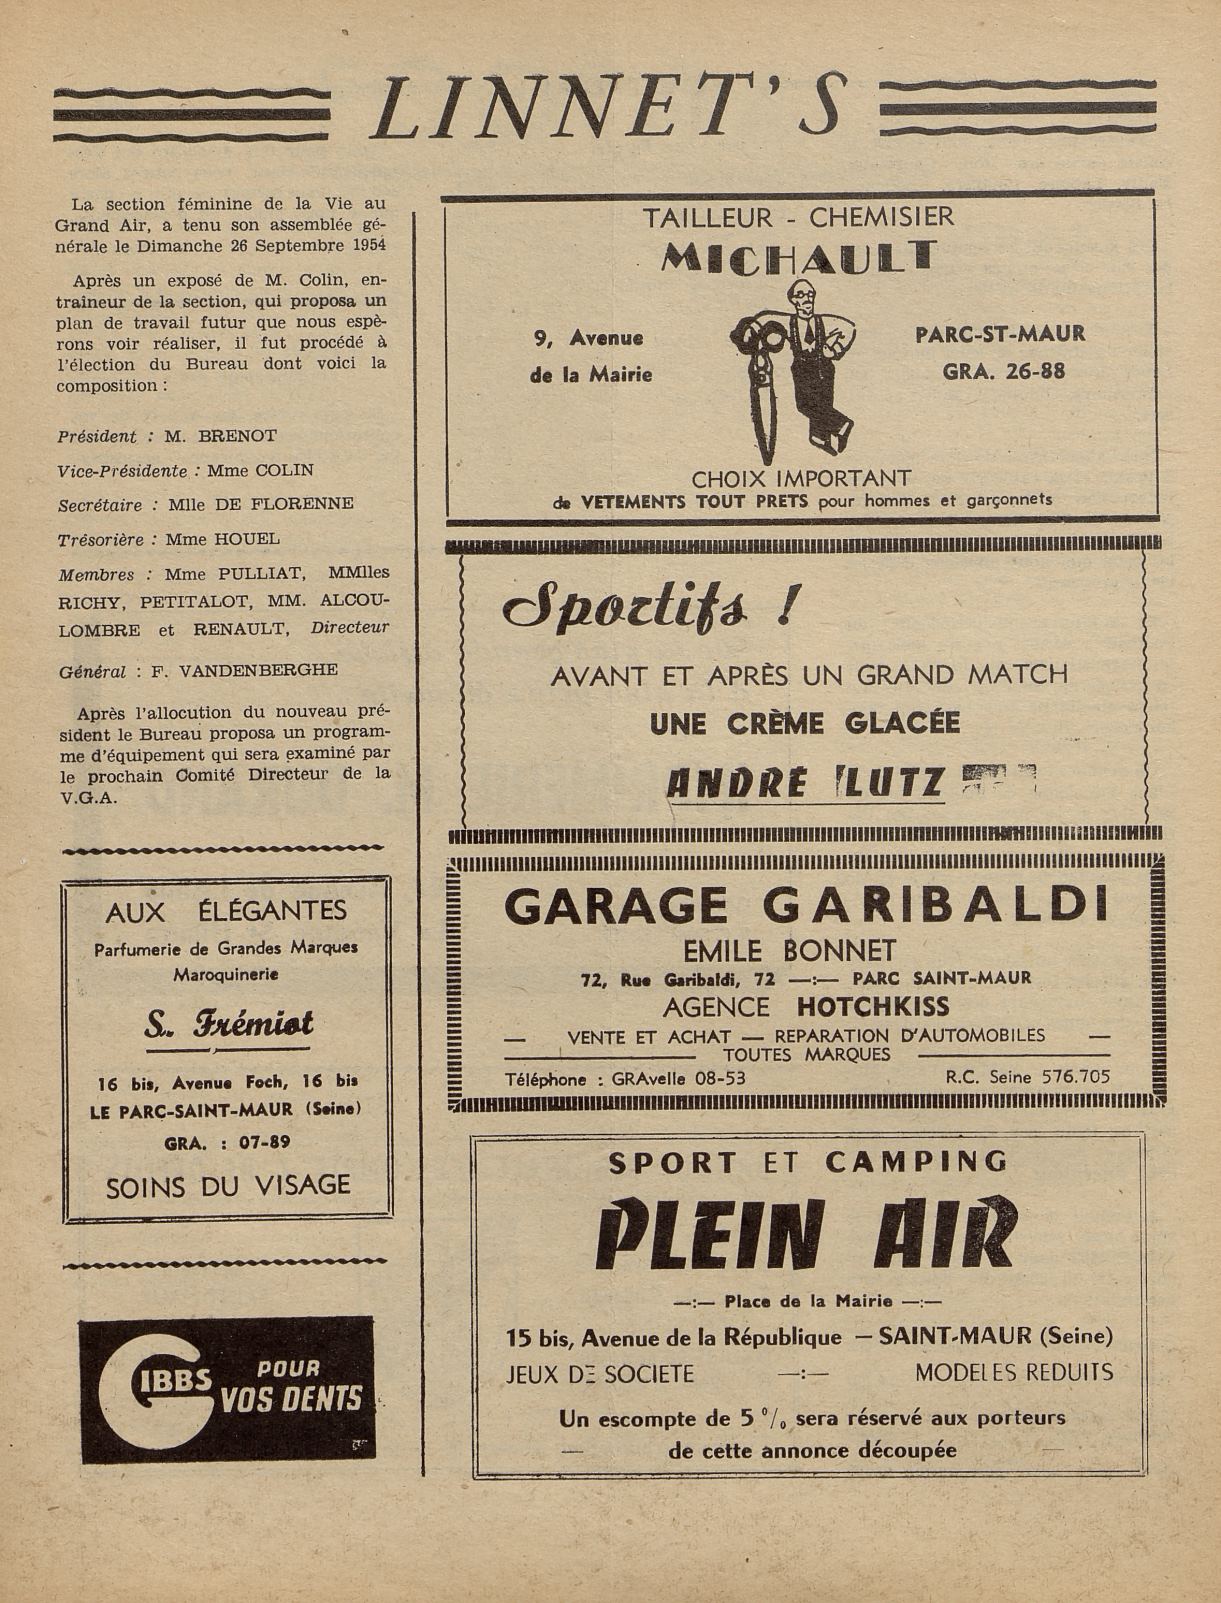 LINNET'S
La section féminine de la Vie au
Grand Air, a tenu son assemblée gé-
nérale le Dimanche 26 Septembre 1954
Après un exposé de M. Colin, en-
traîneur de la section, qui proposa un
plan de travail futur que nous espè-
rons voir réaliser, il fut procédé à
l'élection du Bureau dont voici la
composition :
Président : M. BRENOT
Vice-Présidente : Mme COLIN
Secrétaire : Mlle DE FLORENNE
Trésorière : Mme HOUEL
Membres : Mme PULLIAT, MMlles
RICHY, PETITALOT, MM. ALCOU-
LOMBRE et RENAULT, Directeur
Général : F. VANDENBERGHE
Après l'allocution du nouveau pré-
sident le Bureau proposa un program-
me d'équipement qui sera examiné par
le prochain Comité Directeur de la
V.G.A.
AUX ÉLÉGANTES
Parfumerie de Grandes Marques
Maroquinerie
S. Frémiot
16 bis, Avenue Foch, 16 bis
LE PARC-SAINT-MAUR (Seine)
GRA. : 07-89
SOINS DU VISAGE
GIBBS POUR
VOS DENTS
TAILLEUR - CHEMISIER
MICHAULT
9, Avenue
de la Mairie
PARC-ST-MAUR
GRA. 26-88
CHOIX IMPORTANT
de VETEMENTS TOUT PRETS pour hommes et garçonnets
Sportifs !
AVANT ET APRÈS UN GRAND MATCH
UNE CRÈME GLACÉE
ANDRÉ LUTZ
GARAGE GARIBALDI
EMILE BONNET
72, Rue Garibaldi, 72 —:— PARC SAINT-MAUR
AGENCE HOTCHKISS
— VENTE ET ACHAT — REPARATION D'AUTOMOBILES —
TOUTES MARQUES
Téléphone : GRAvelle 08-53 R.C. Seine 576.705
SPORT ET CAMPING
PLEIN AIR
—:— Place de la Mairie —:—
15 bis, Avenue de la République — SAINT-MAUR (Seine)
JEUX DE SOCIETE —:— MODELES REDUITS
Un escompte de 5 % sera réservé aux porteurs
— de cette annonce découpée —